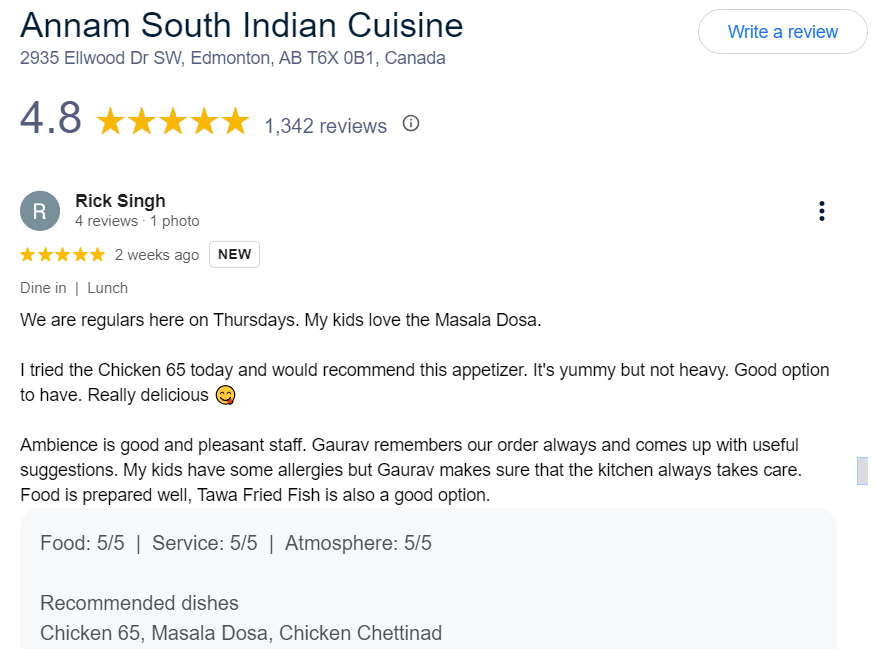 Annam South Indian Cuisine
Write a review
2935 Ellwood Dr SW, Edmonton, AB T6X 0B1, Canada
4.8 1,342 reviews
R
Rick Singh
4 reviews · 1 photo
2 weeks ago NEW
Dine in | Lunch
We are regulars here on Thursdays. My kids love the Masala Dosa.
I tried the Chicken 65 today and would recommend this appetizer. It's yummy but not heavy. Good option
to have. Really delicious 😋
Ambience is good and pleasant staff. Gaurav remembers our order always and comes up with useful
suggestions. My kids have some allergies but Gaurav makes sure that the kitchen always takes care.
Food is prepared well, Tawa Fried Fish is also a good option.
Food: 5/5 | Service: 5/5 | Atmosphere: 5/5
Recommended dishes
Chicken 65, Masala Dosa, Chicken Chettinad